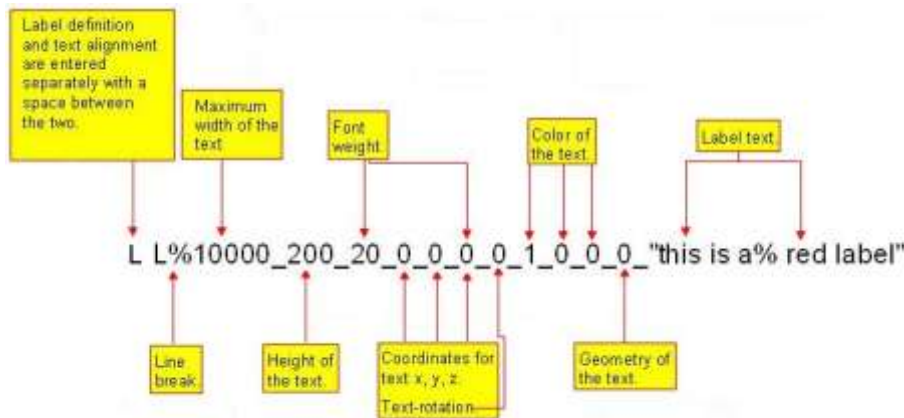 Label definition
and text alignment
are entered
separately with a
space between
the two.
Maximum
width of the
text
Font
weight.
Color of
the text.
Label text.
L L%10000_200_20_0_0_0_0_1_0_0_0_"this is a% red label"
Line
break
Height of
the text.
Coordinates for
text x, y, z.
Text-rotation
Geometry of
the text.